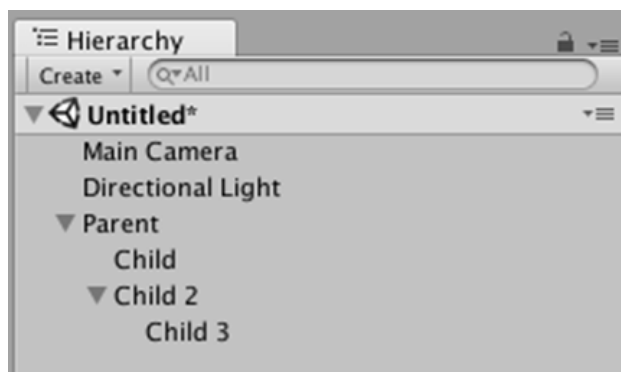 Hierarchy
Create All
Untitled*
Main Camera
Directional Light
Parent
Child
Child 2
Child 3